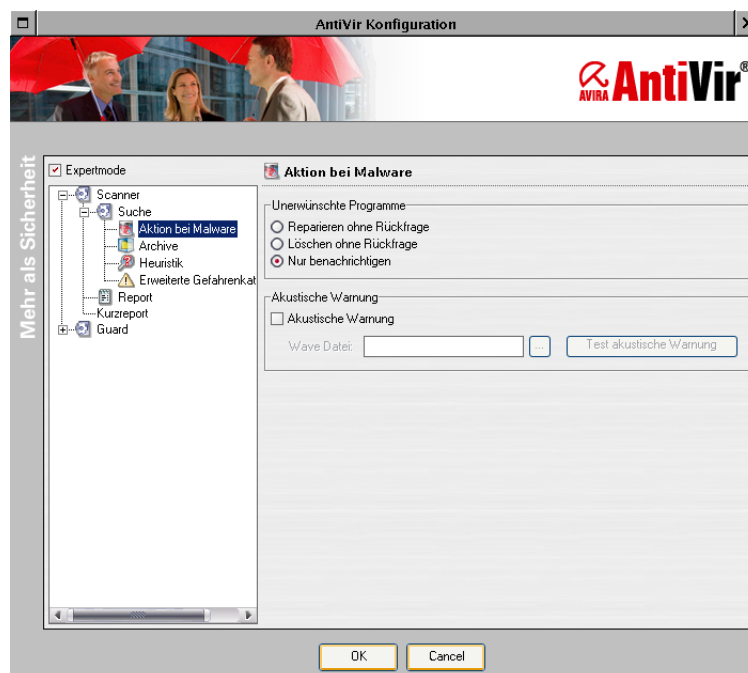 AntiVir Konfiguration
AVIRA AntiVir®
Mehr als Sicherheit
Expertmode
Scanner
Suche
Aktion bei Malware
Archive
Heuristik
Erweiterte Gefahrenkat
Report
Kurzreport
Guard
Aktion bei Malware
Unerwünschte Programme
Reparieren ohne Rückfrage
Löschen ohne Rückfrage
Nur benachrichtigen
Akustische Warnung
Akustische Warnung
Wave Datei: ... Test akustische Warnung
OK Cancel